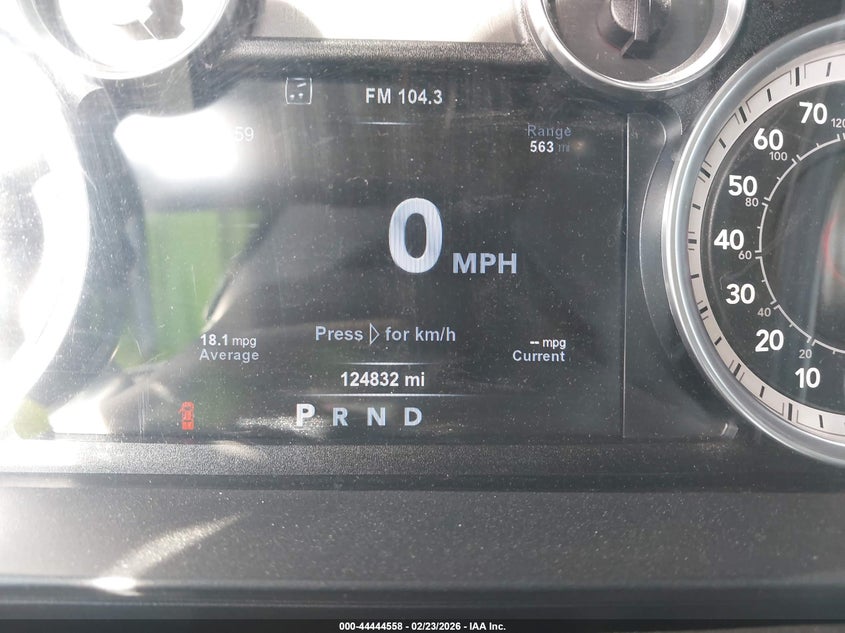 FM 104.3
59
Range
563 mi
0 MPH
Press ▷ for km/h
18.1 mpg
Average
-- mpg
Current
124832 mi
P R N D
70
60
50
40
30
20
10
120
100
80
60
40
20
000-44444558 - 02/23/2026 - IAA Inc.